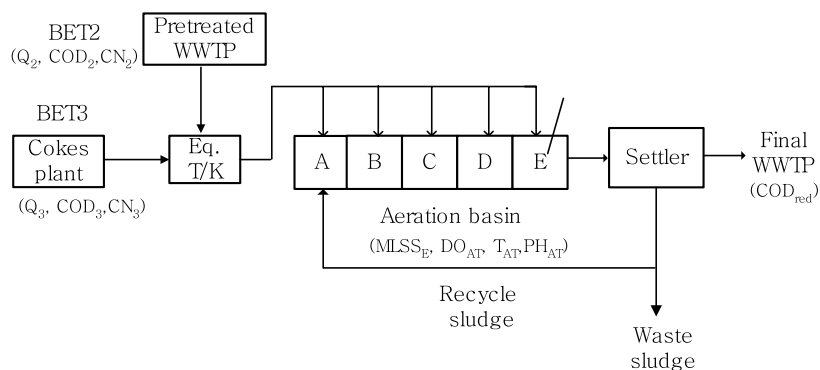 BET2
(Q2, COD2,CN2)
Pretreated
WWTP
BET3
Cokes
plant
(Q3, COD3,CN3)
Eq.
T/K
A B C D E
Settler
Final
WWTP
(CODred)
Aeration basin
(MLSSE, DOAT, TAT,PHAT)
Recycle
sludge
Waste
sludge